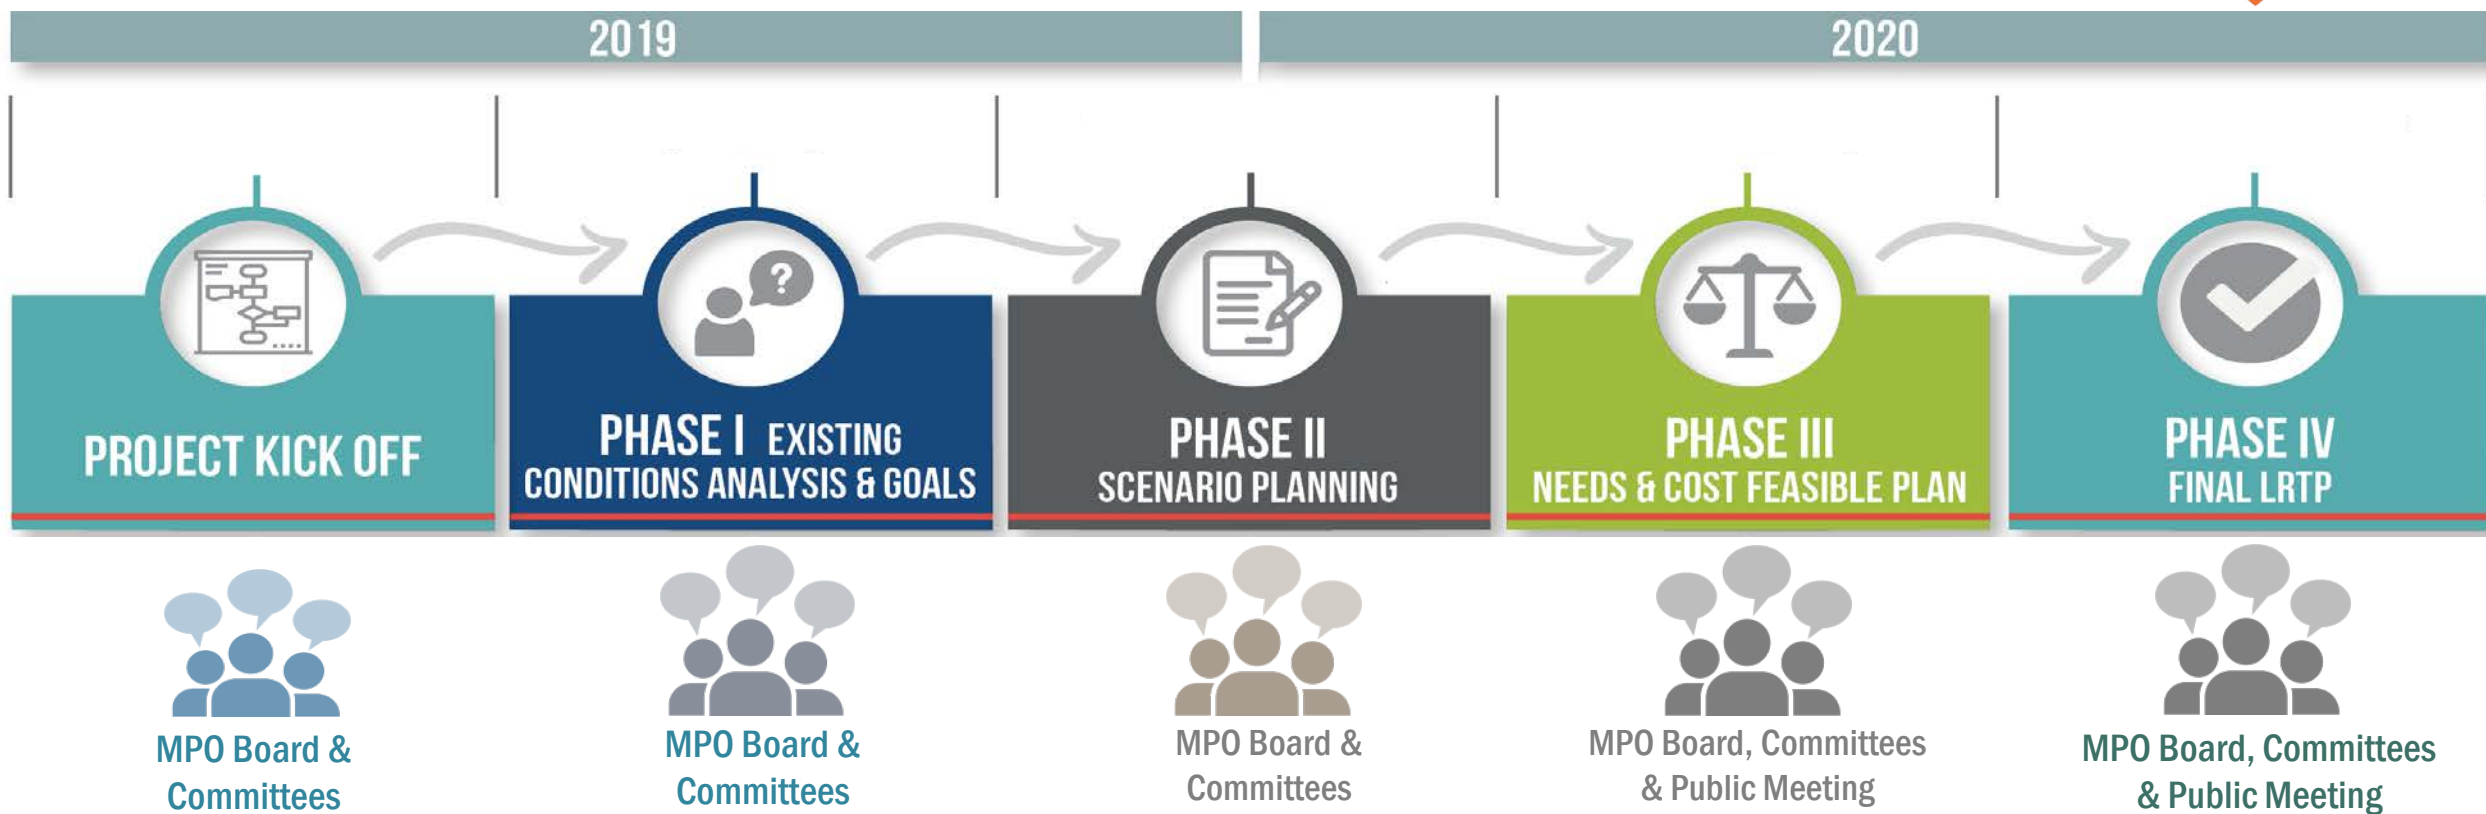 2019
2020
PROJECT KICK OFF
PHASE I EXISTING
CONDITIONS ANALYSIS & GOALS
PHASE II
SCENARIO PLANNING
PHASE III
NEEDS & COST FEASIBLE PLAN
PHASE IV
FINAL LRTP
?
MPO Board &
Committees
MPO Board &
Committees
MPO Board &
Committees
MPO Board, Committees
& Public Meeting
MPO Board, Committees
& Public Meeting